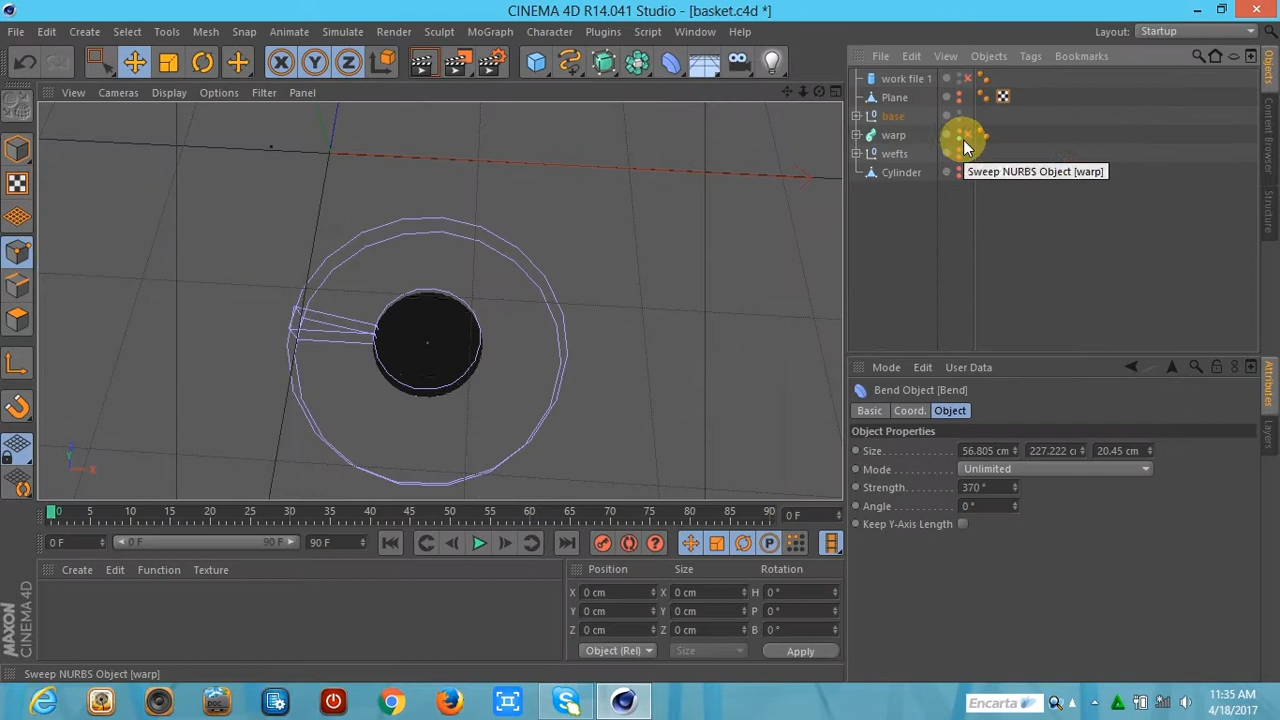 CINEMA 4D R14.041 Studio - [basket.c4d *]
File Edit Create Select Tools Mesh Snap Animate Simulate Render Sculpt MoGraph Character Plugins Script Window Help
Layout: Startup
X Y Z
File Edit View Objects Tags Bookmarks
View Cameras Display Options Filter Panel
work file 1
Plane
base
warp
wefts
Sweep NURBS Object [warp]
Cylinder
Objects
Content Browser
Structure
Mode Edit User Data
Bend Object [Bend]
Basic Coord. Object
Object Properties
Size 56.805 cm 227.222 c 20.45 cm
Mode Unlimited
Strength 370 °
Angle 0 °
Keep Y-Axis Length
Attributes
Layers
Y X
0 5 10 15 20 25 30 35 40 45 50 55 60 65 70 75 80 85 90 0 F
0 F 0 F 90 F 90 F
P
Create Edit Function Texture
Position Size Rotation
X 0 cm X 0 cm H 0 °
Y 0 cm Y 0 cm P 0 °
Z 0 cm Z 0 cm B 0 °
Object (Rel) Size Apply
MAXON CINEMA 4D
Sweep NURBS Object [warp]
DOC
Encarta
11:35 AM
4/18/2017